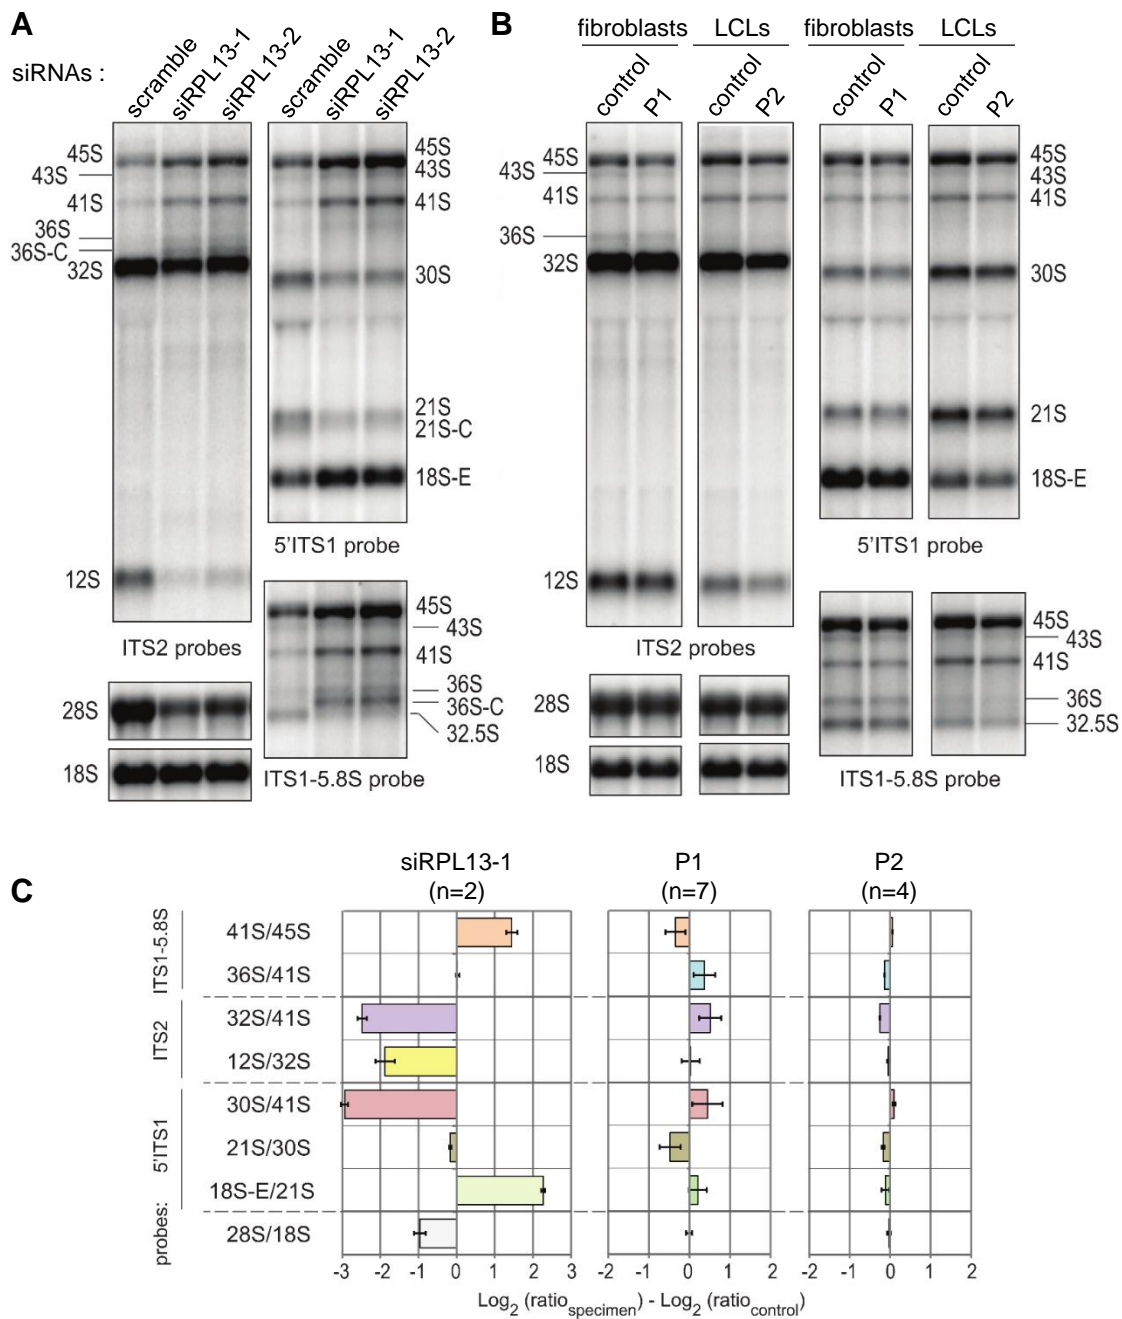 A
siRNAs :
scramble
siRPL13-1
siRPL13-2
scramble
siRPL13-1
siRPL13-2
45S
43S
41S
36S
36S-C
32S
12S
ITS2 probes
28S
18S
45S
43S
41S
30S
21S
21S-C
18S-E
5'ITS1 probe
45S
43S
41S
36S
36S-C
32.5S
ITS1-5.8S probe
B
fibroblasts
LCLs
fibroblasts
LCLs
control
P1
control
P2
control
P1
control
P2
45S
43S
41S
36S
32S
12S
ITS2 probes
28S
18S
45S
43S
41S
30S
21S
18S-E
5'ITS1 probe
45S
43S
41S
36S
32.5S
ITS1-5.8S probe
C
siRPL13-1
(n=2)
P1
(n=7)
P2
(n=4)
probes:
ITS1-5.8S
41S/45S
36S/41S
ITS2
32S/41S
12S/32S
5'ITS1
30S/41S
21S/30S
18S-E/21S
28S/18S
-3 -2 -1 0 1 2 3
-2 -1 0 1 2
-2 -1 0 1 2
Log2 (ratiospecimen) - Log2 (ratiocontrol)